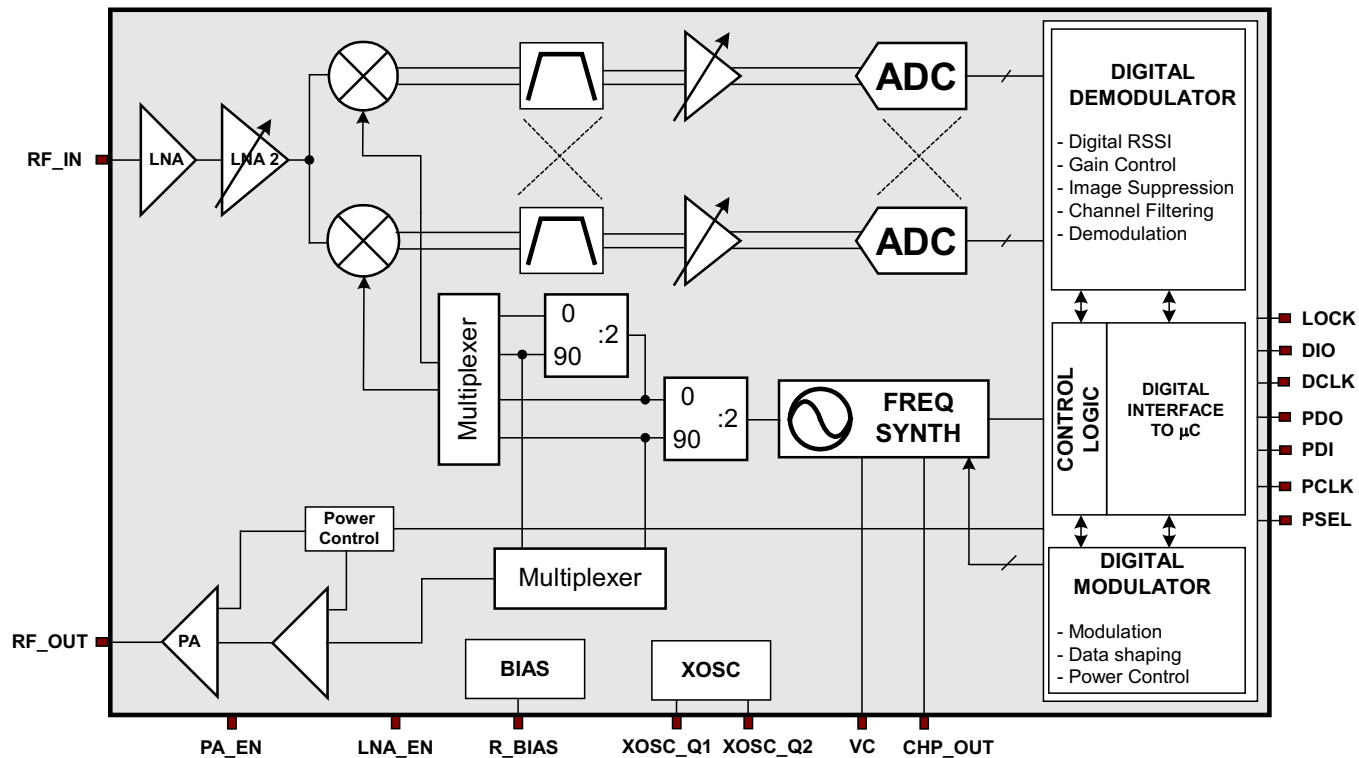 RF_IN
LNA
LNA 2
ADC
ADC
DIGITAL
DEMODULATOR
- Digital RSSI
- Gain Control
- Image Suppression
- Channel Filtering
- Demodulation
Multiplexer
0
90
:2
0
90
:2
FREQ
SYNTH
CONTROL
LOGIC
DIGITAL
INTERFACE
TO μC
LOCK
DIO
DCLK
PDO
PDI
PCLK
PSEL
Power
Control
Multiplexer
DIGITAL
MODULATOR
- Modulation
- Data shaping
- Power Control
RF_OUT
PA
BIAS
XOSC
PA_EN
LNA_EN
R_BIAS
XOSC_Q1
XOSC_Q2
VC
CHP_OUT